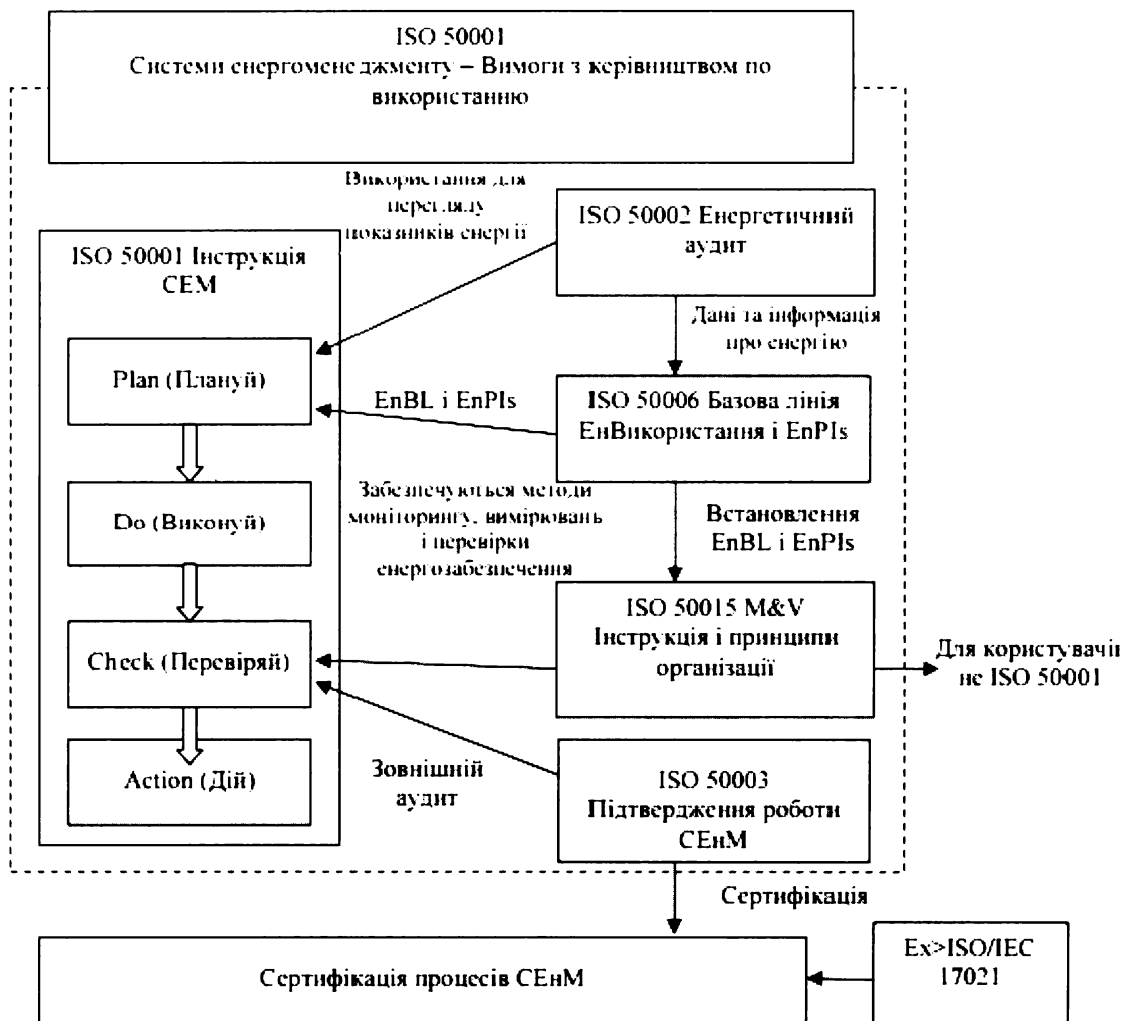 ISO 50001
Системи енергоменеджменту – Вимоги з керівництвом по
використанню
Використання для
перегляду
показників енергії
ISO 50002 Енергетичний
аудит
ISO 50001 Інструкція
СЕМ
Дані та інформація
про енергію
Plan (Плануй)
EnBL і EnPIs
ISO 50006 Базова лінія
ЕнВикористання і EnPIs
Do (Виконуй)
Забезпечуються методи
моніторингу, вимірювань
і перевірки
енергозабезпечення
Встановлення
EnBL і EnPIs
ISO 50015 M&V
Інструкція і принципи
організації
Check (Перевіряй)
Для користувачів
не ISO 50001
Action (Дій)
Зовнішній
аудит
ISO 50003
Підтвердження роботи
СЕнМ
Сертифікація
Сертифікація процесів СЕнМ
Ex>ISO/IEC
17021